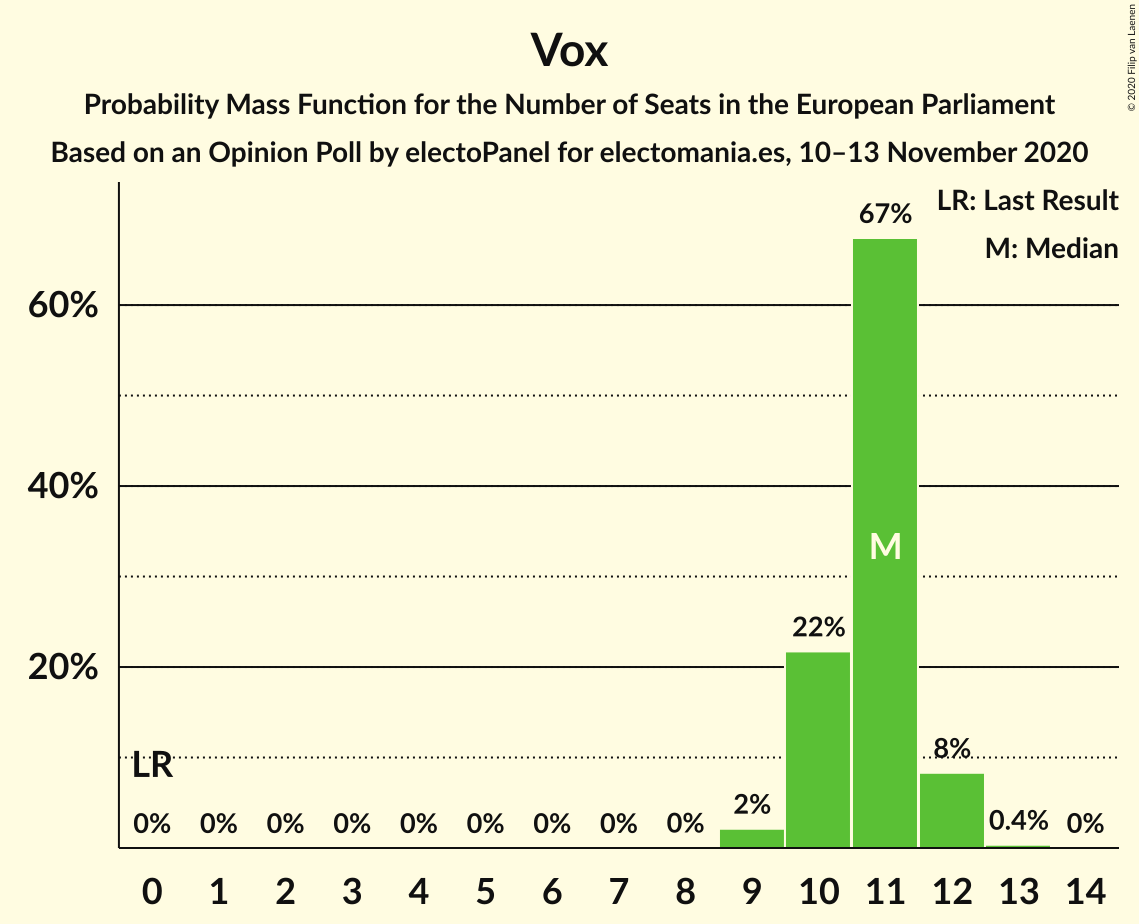 Vox
Probability Mass Function for the Number of Seats in the European Parliament
Based on an Opinion Poll by electoPanel for electomania.es, 10–13 November 2020
© 2020 Filip van Laenen
LR: Last Result
M: Median
67%
60%
40%
M
22%
20%
LR
8%
2%
0% 0% 0% 0% 0% 0% 0% 0% 0% 0.4% 0%
0 1 2 3 4 5 6 7 8 9 10 11 12 13 14